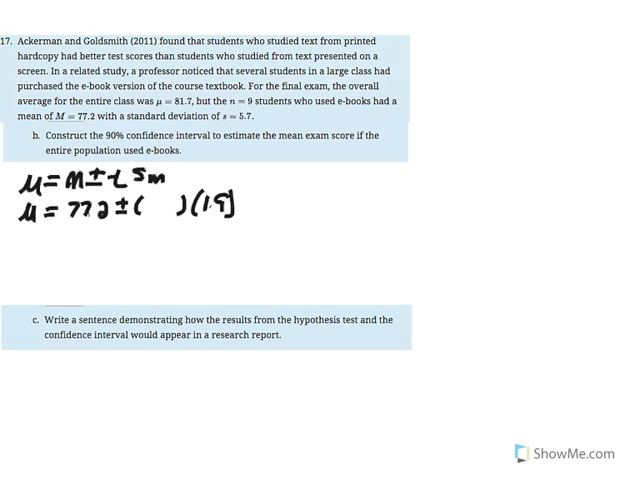 17. Ackerman and Goldsmith (2011) found that students who studied text from printed
hardcopy had better test scores than students who studied from text presented on a
screen. In a related study, a professor noticed that several students in a large class had
purchased the e-book version of the course textbook. For the final exam, the overall
average for the entire class was μ = 81.7, but the n = 9 students who used e-books had a
mean of M = 77.2 with a standard deviation of s = 5.7.
b. Construct the 90% confidence interval to estimate the mean exam score if the
entire population used e-books.
μ = M ± t sm
μ = 77.2 ± ( )(1.9)
c. Write a sentence demonstrating how the results from the hypothesis test and the
confidence interval would appear in a research report.
ShowMe.com